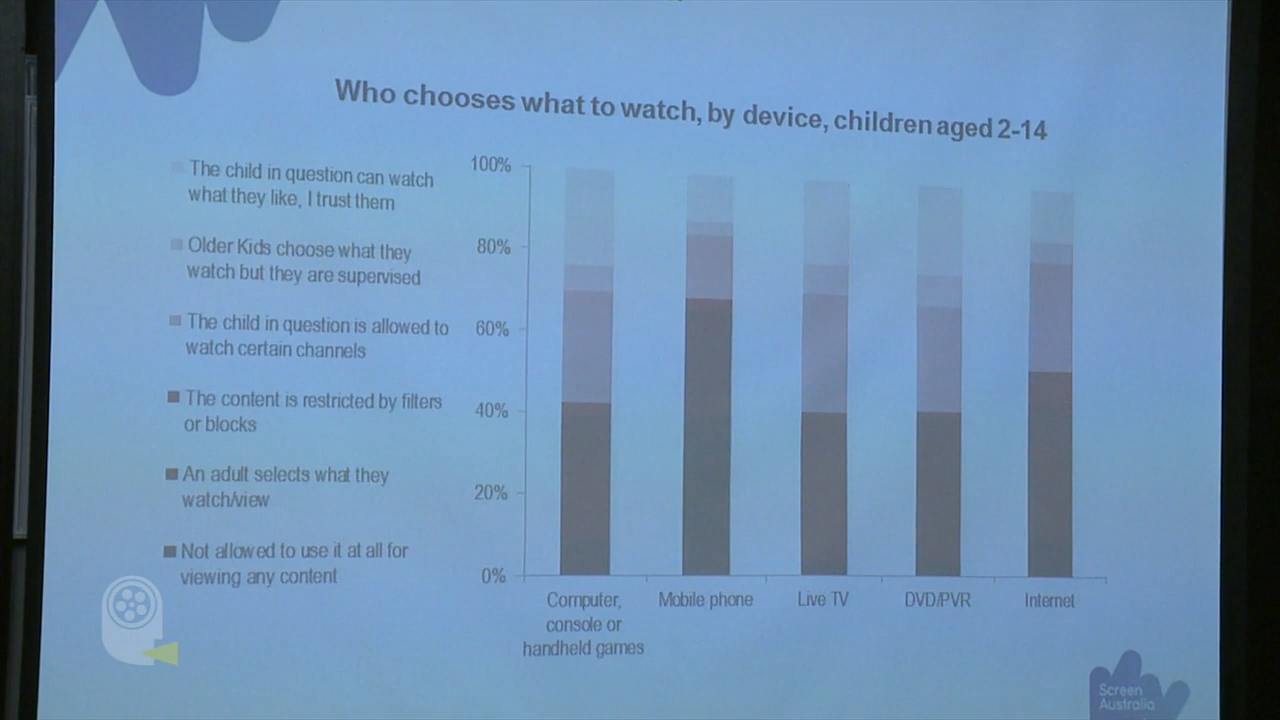 Who chooses what to watch, by device, children aged 2-14
The child in question can watch
what they like, I trust them
Older Kids choose what they
watch but they are supervised
The child in question is allowed to
watch certain channels
The content is restricted by filters
or blocks
An adult selects what they
watch/view
Not allowed to use it at all for
viewing any content
100%
80%
60%
40%
20%
0%
Computer,
console or
handheld games
Mobile phone
Live TV
DVD/PVR
Internet
Screen
Australia